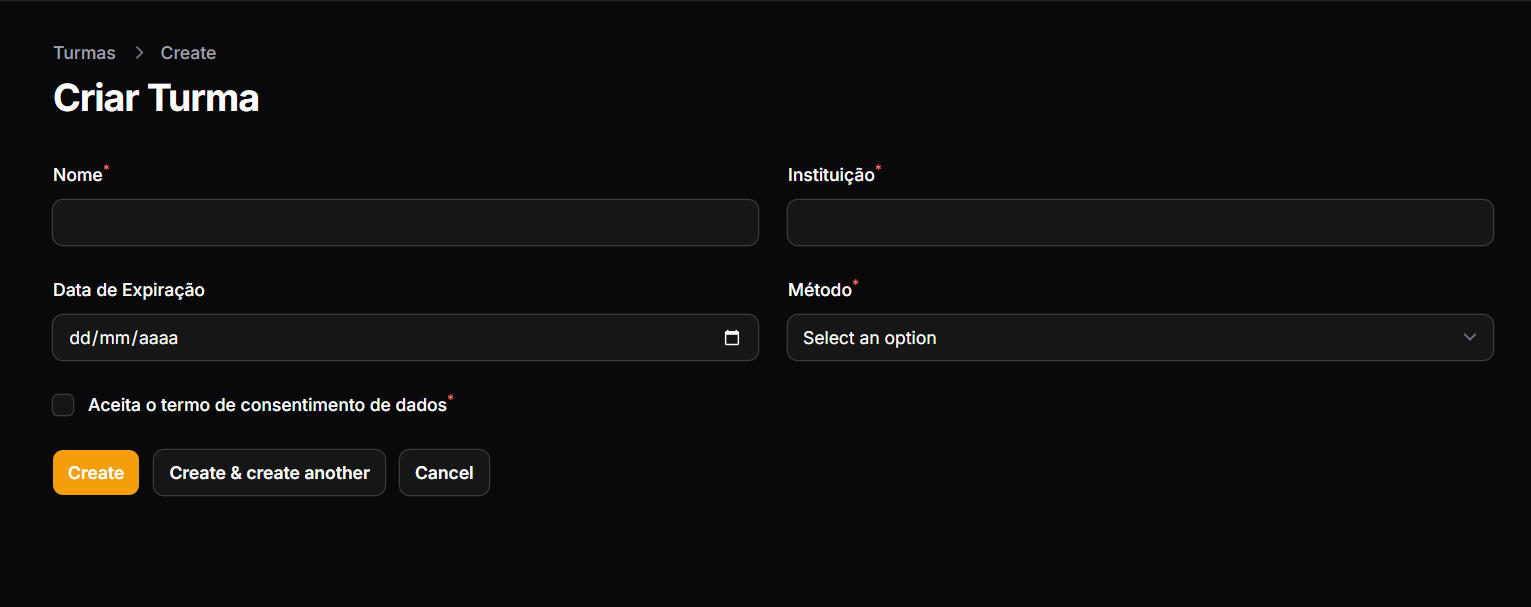 Turmas > Create
Criar Turma
Nome* Instituição*
Data de Expiração Método*
dd/mm/aaaa Select an option
Aceita o termo de consentimento de dados*
Create Create & create another Cancel